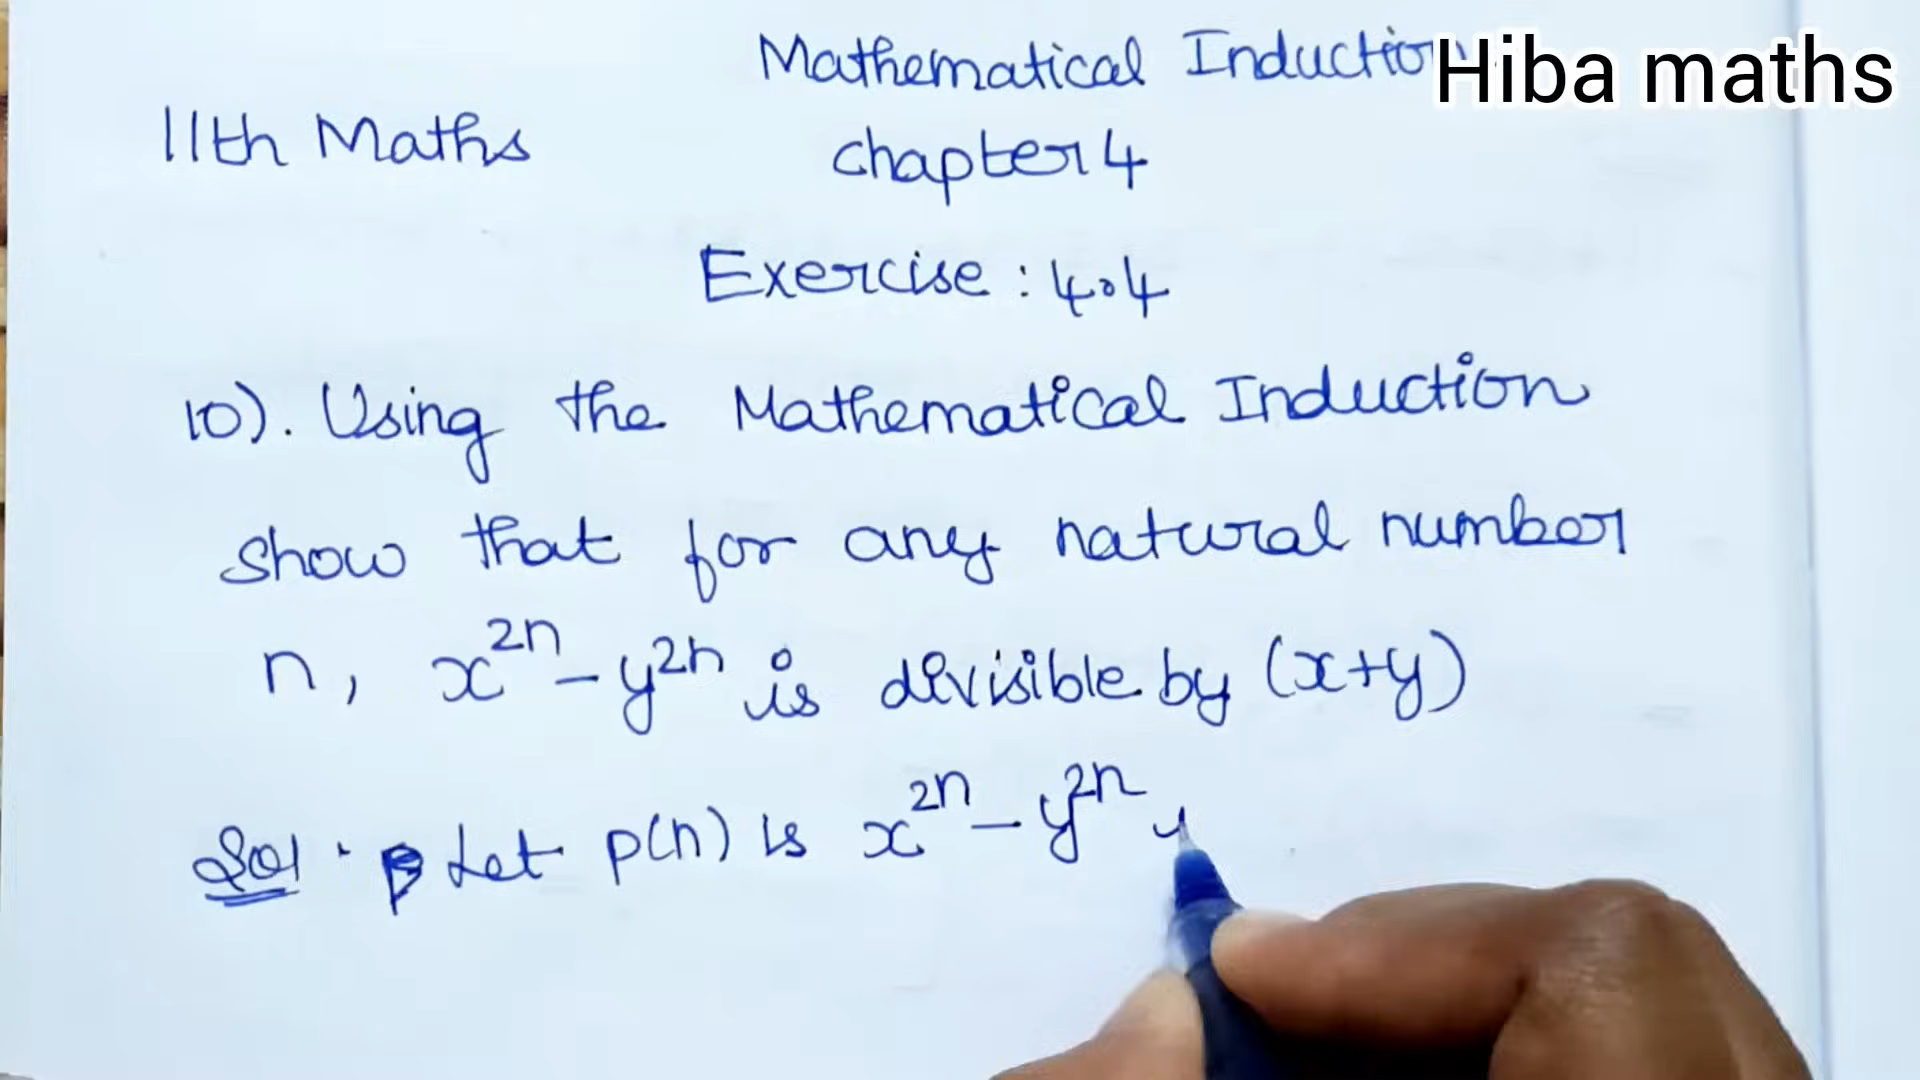 Mathematical Induction
Hiba maths
11th Maths
chapter 4
Exercise : 4.4
10). Using the Mathematical Induction
show that for any natural number
n, x^2n - y^2n is divisible by (x+y)
Sol. Let p(n) is x^2n - y^2n